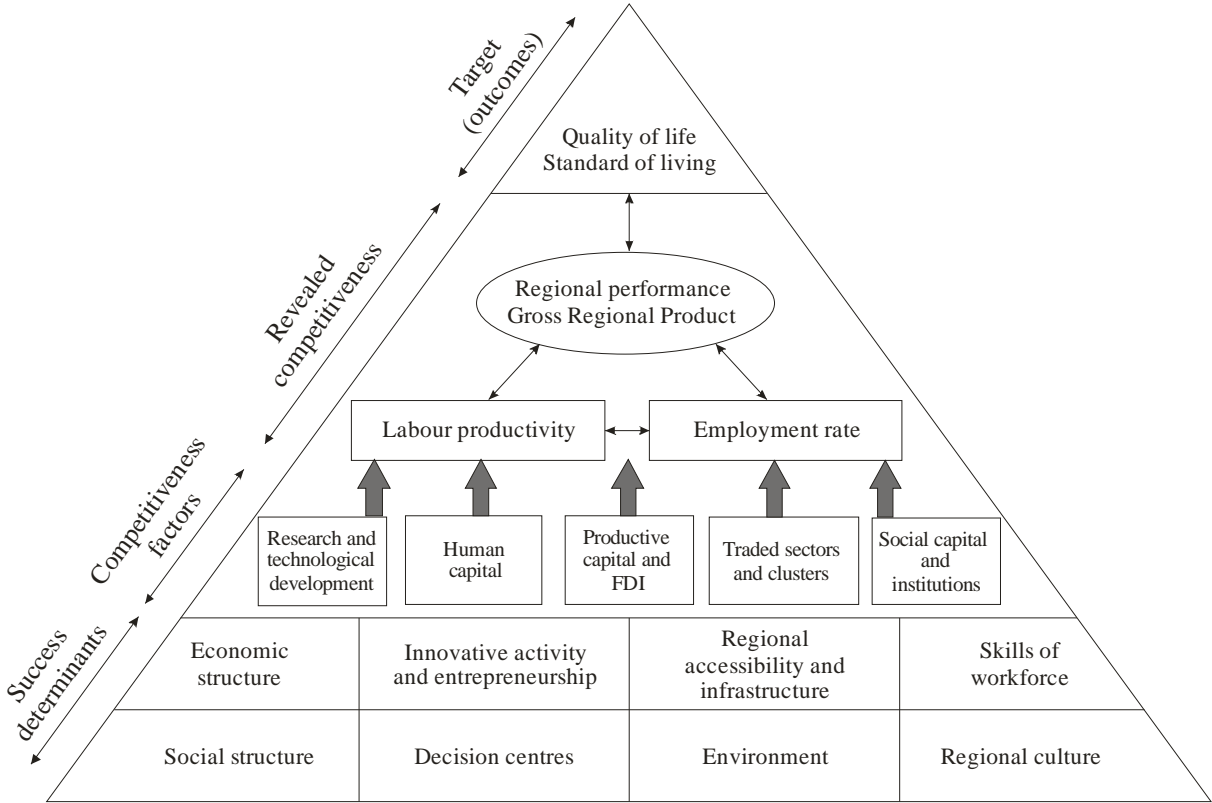 Target
(outcomes)
Quality of life
Standard of living
Revealed
competitiveness
Regional performance
Gross Regional Product
Labour productivity
Employment rate
Competitiveness
factors
Research and
technological
development
Human
capital
Productive
capital and
FDI
Traded sectors
and clusters
Social capital
and
institutions
Success
determinants
Economic
structure
Innovative activity
and entrepreneurship
Regional
accessibility and
infrastructure
Skills of
workforce
Social structure
Decision centres
Environment
Regional culture